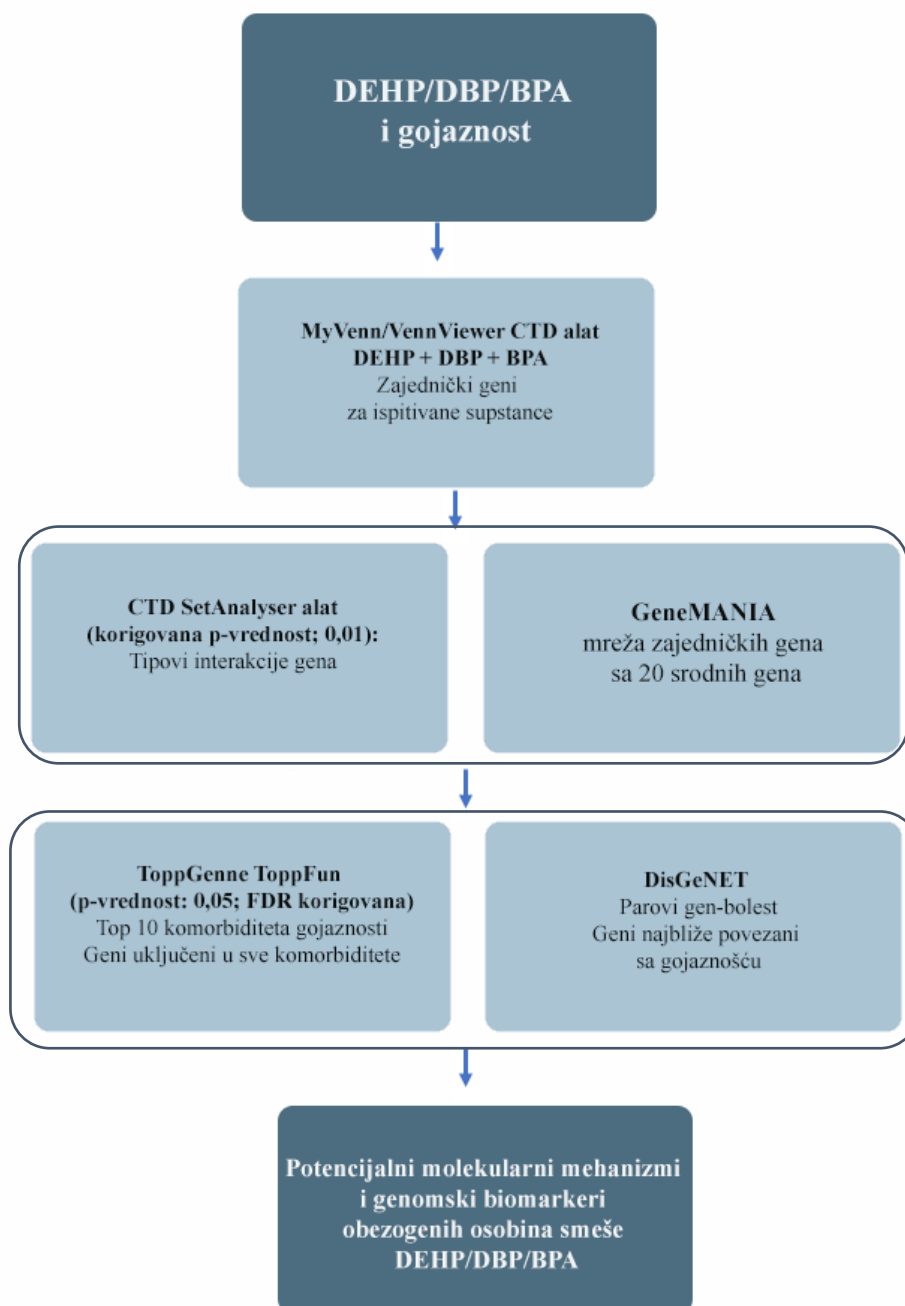 DEHP/DBP/BPA
i gojaznost
MyVenn/VennViewer CTD alat
DEHP + DBP + BPA
Zajednički geni
za ispitivane supstance
CTD SetAnalyser alat
(korigovana p-vrednost; 0,01):
Tipovi interakcije gena
GeneMANIA
mreža zajedničkih gena
sa 20 srodnih gena
ToppGenne ToppFun
(p-vrednost: 0,05; FDR korigovana)
Top 10 komorbiditeta gojaznosti
Geni uključeni u sve komorbiditete
DisGeNET
Parovi gen-bolest
Geni najbliže povezani
sa gojaznošću
Potencijalni molekularni mehanizmi
i genomski biomarkeri
obezogenih osobina smeše
DEHP/DBP/BPA